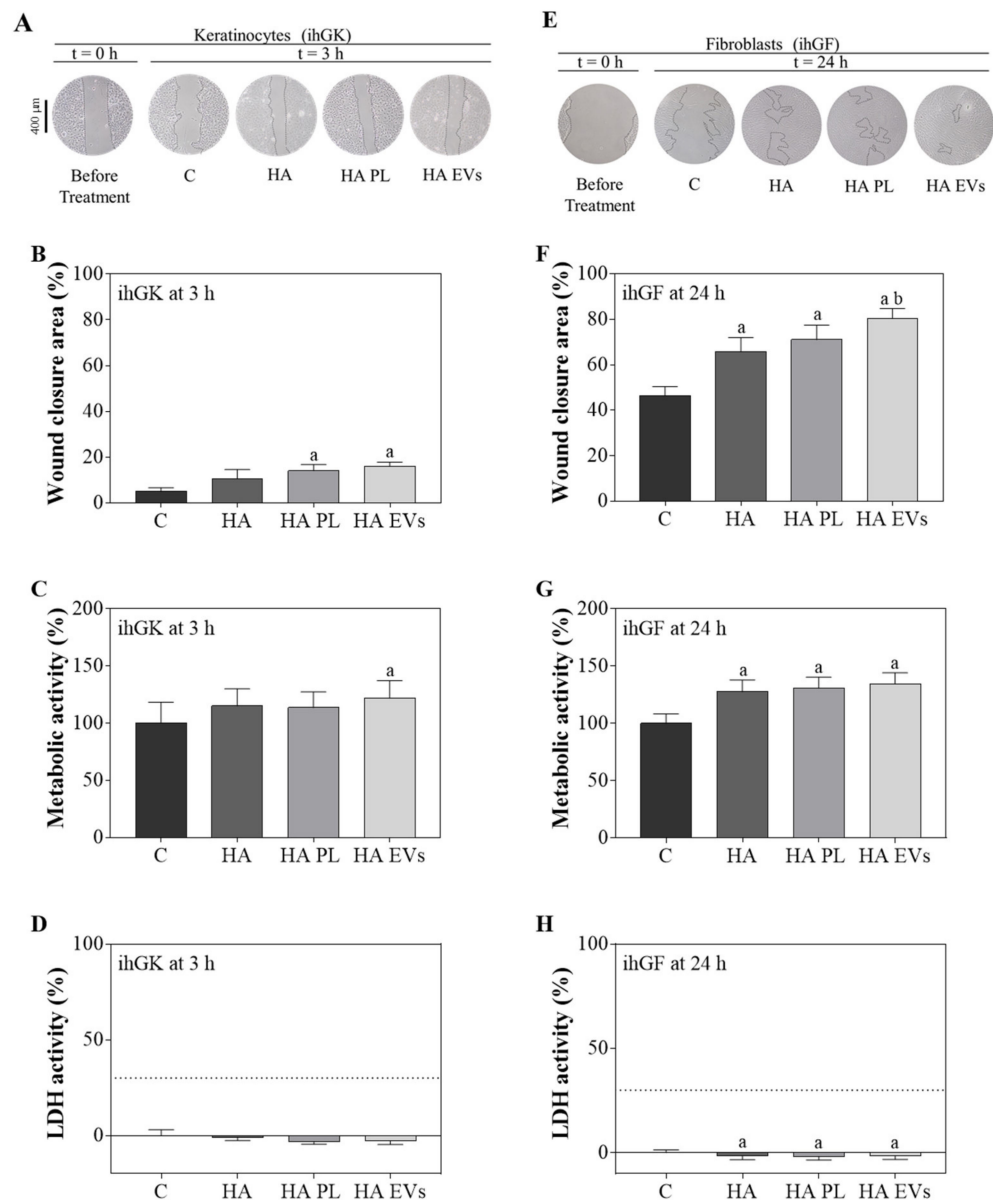 A
Keratinocytes (ihGK)
t = 0 h
t = 3 h
400 µm
Before
Treatment
C
HA
HA PL
HA EVs
E
Fibroblasts (ihGF)
t = 0 h
t = 24 h
Before
Treatment
C
HA
HA PL
HA EVs
B
Wound closure area (%)
100
80
60
40
20
0
ihGK at 3 h
a
a
C
HA
HA PL
HA EVs
F
Wound closure area (%)
100
80
60
40
20
0
ihGF at 24 h
a
a
a b
C
HA
HA PL
HA EVs
C
Metabolic activity (%)
200
150
100
50
0
ihGK at 3 h
a
C
HA
HA PL
HA EVs
G
Metabolic activity (%)
200
150
100
50
0
ihGF at 24 h
a
a
a
C
HA
HA PL
HA EVs
D
LDH activity (%)
100
50
0
ihGK at 3 h
C
HA
HA PL
HA EVs
H
LDH activity (%)
100
50
0
ihGF at 24 h
a
a
a
C
HA
HA PL
HA EVs